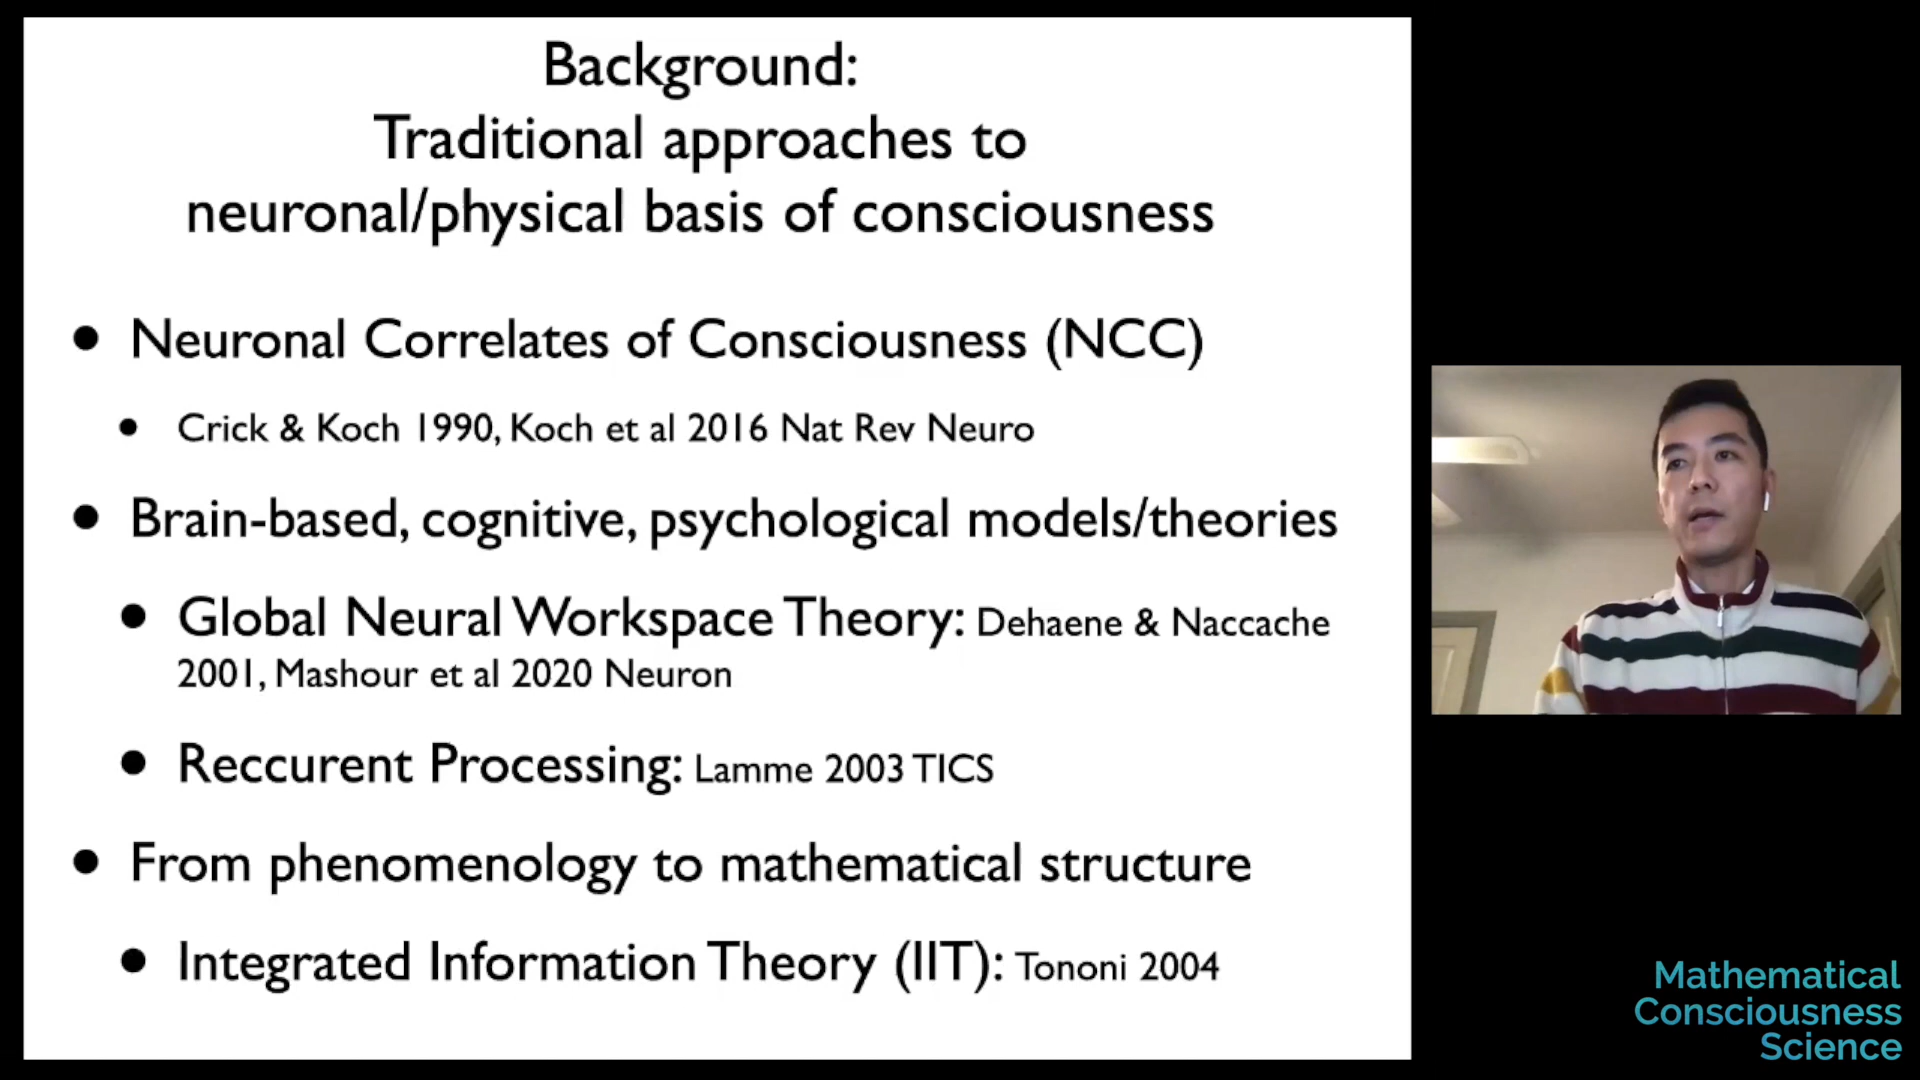 Background:
Traditional approaches to
neuronal/physical basis of consciousness
• Neuronal Correlates of Consciousness (NCC)
• Crick & Koch 1990, Koch et al 2016 Nat Rev Neuro
• Brain-based, cognitive, psychological models/theories
• Global Neural Workspace Theory: Dehaene & Naccache
2001, Mashour et al 2020 Neuron
• Reccurent Processing: Lamme 2003 TICS
• From phenomenology to mathematical structure
• Integrated Information Theory (IIT): Tononi 2004
Mathematical
Consciousness
Science